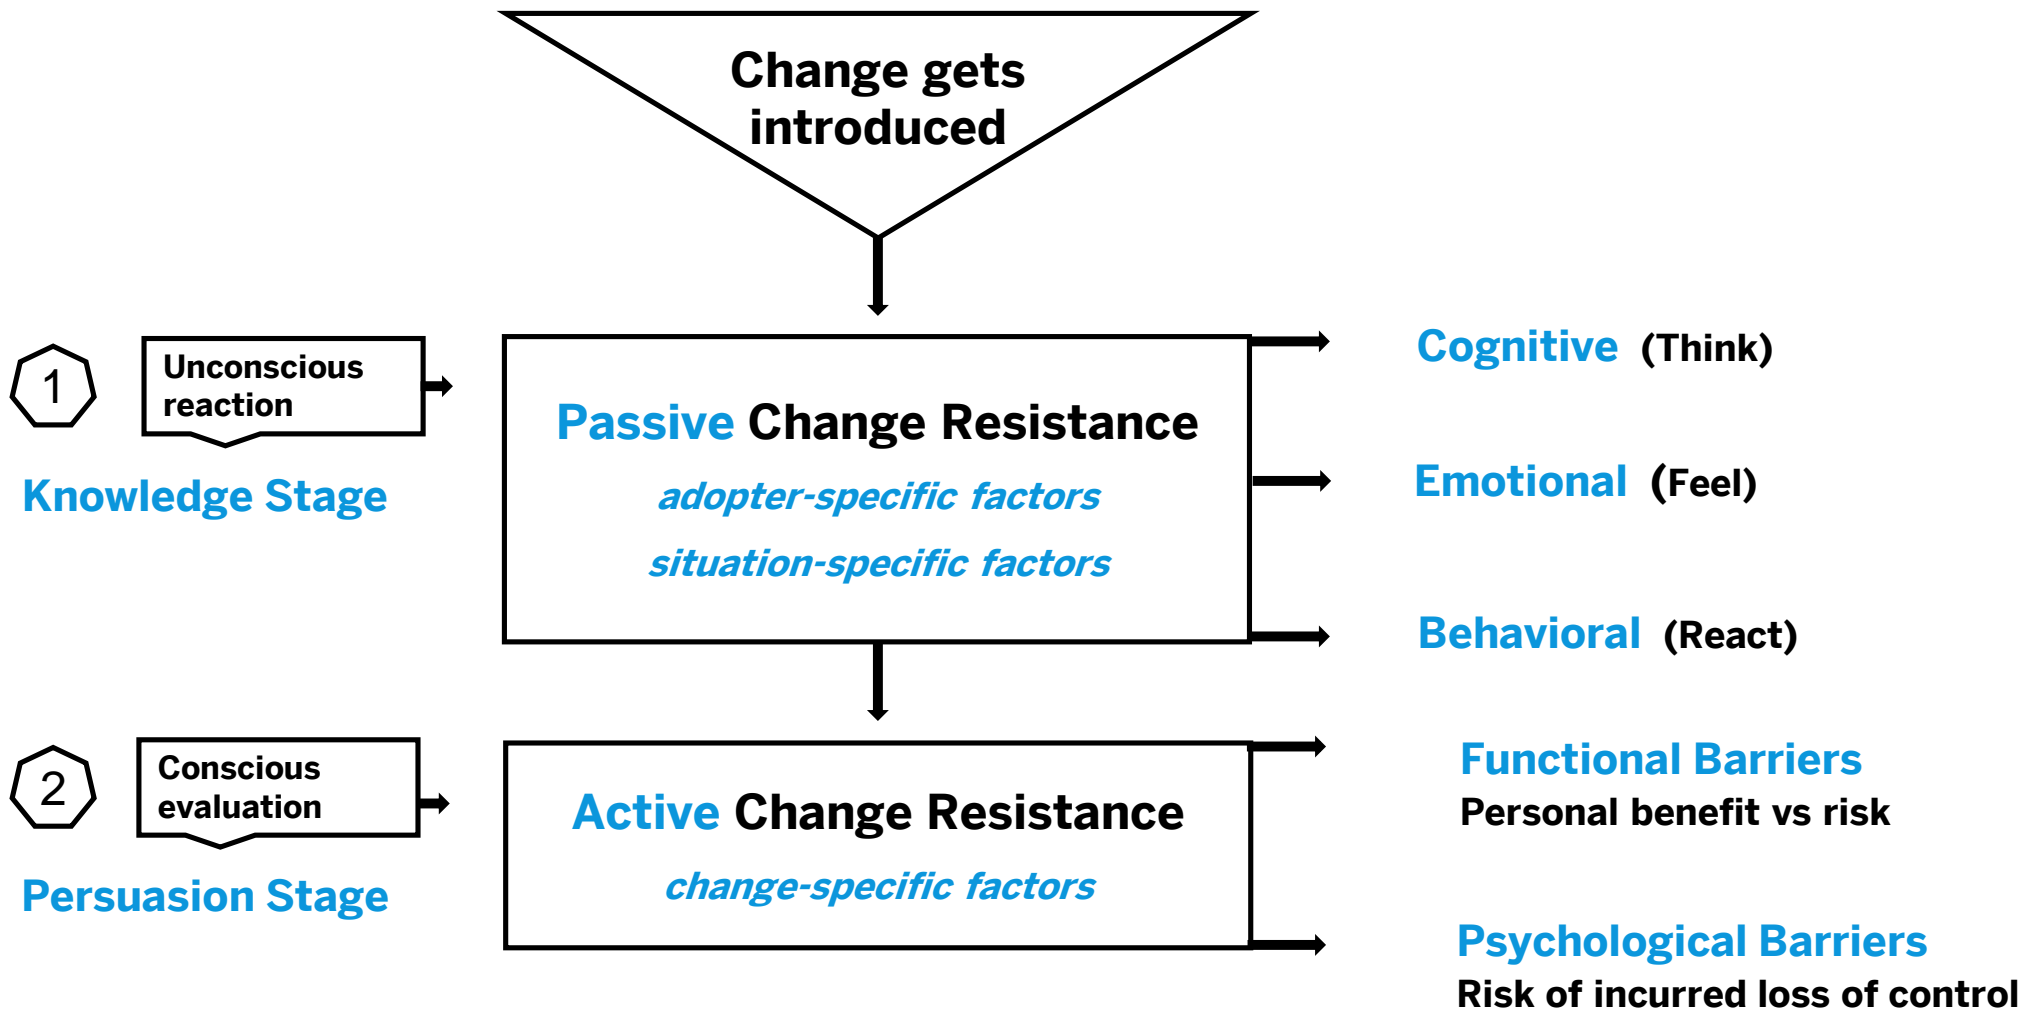 Change gets
introduced
1
Unconscious
reaction
Knowledge Stage
Passive Change Resistance
adopter-specific factors
situation-specific factors
Cognitive (Think)
Emotional (Feel)
Behavioral (React)
2
Conscious
evaluation
Persuasion Stage
Active Change Resistance
change-specific factors
Functional Barriers
Personal benefit vs risk
Psychological Barriers
Risk of incurred loss of control